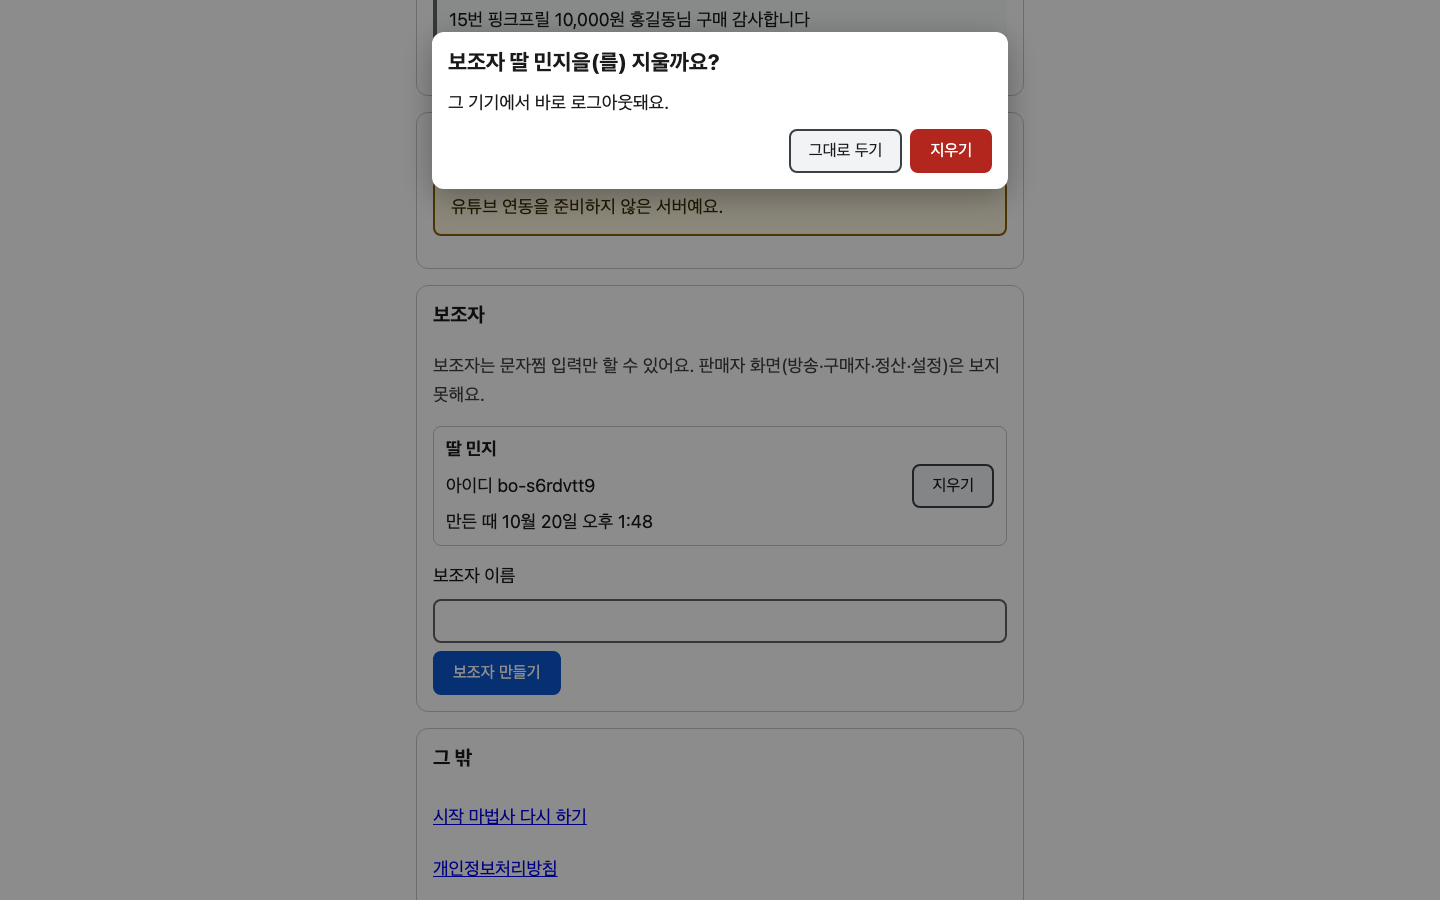 15번 핑크프릴 10,000원 홍길동님 구매 감사합니다
보조자 딸 민지을(를) 지울까요?
그 기기에서 바로 로그아웃돼요.
그대로 두기
지우기
유튜브 연동을 준비하지 않은 서버예요.
보조자
보조자는 문자찜 입력만 할 수 있어요. 판매자 화면(방송·구매자·정산·설정)은 보지
못해요.
딸 민지
아이디 bo-s6rdvtt9
지우기
만든 때 10월 20일 오후 1:48
보조자 이름
보조자 만들기
그 밖
시작 마법사 다시 하기
개인정보처리방침